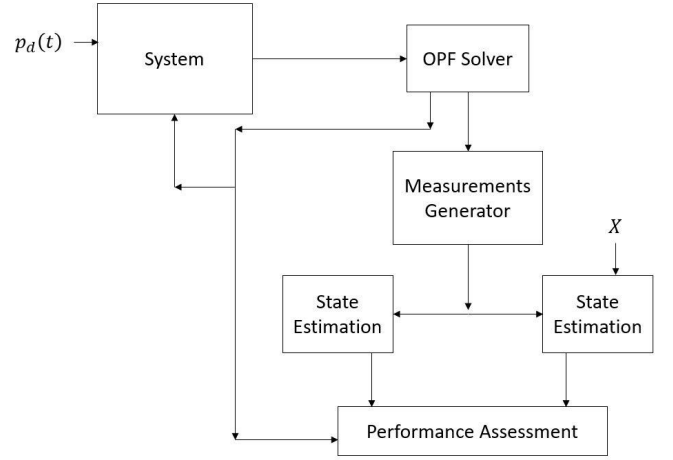 p_d(t)
System
OPF Solver
Measurements
Generator
X
State
Estimation
State
Estimation
Performance Assessment